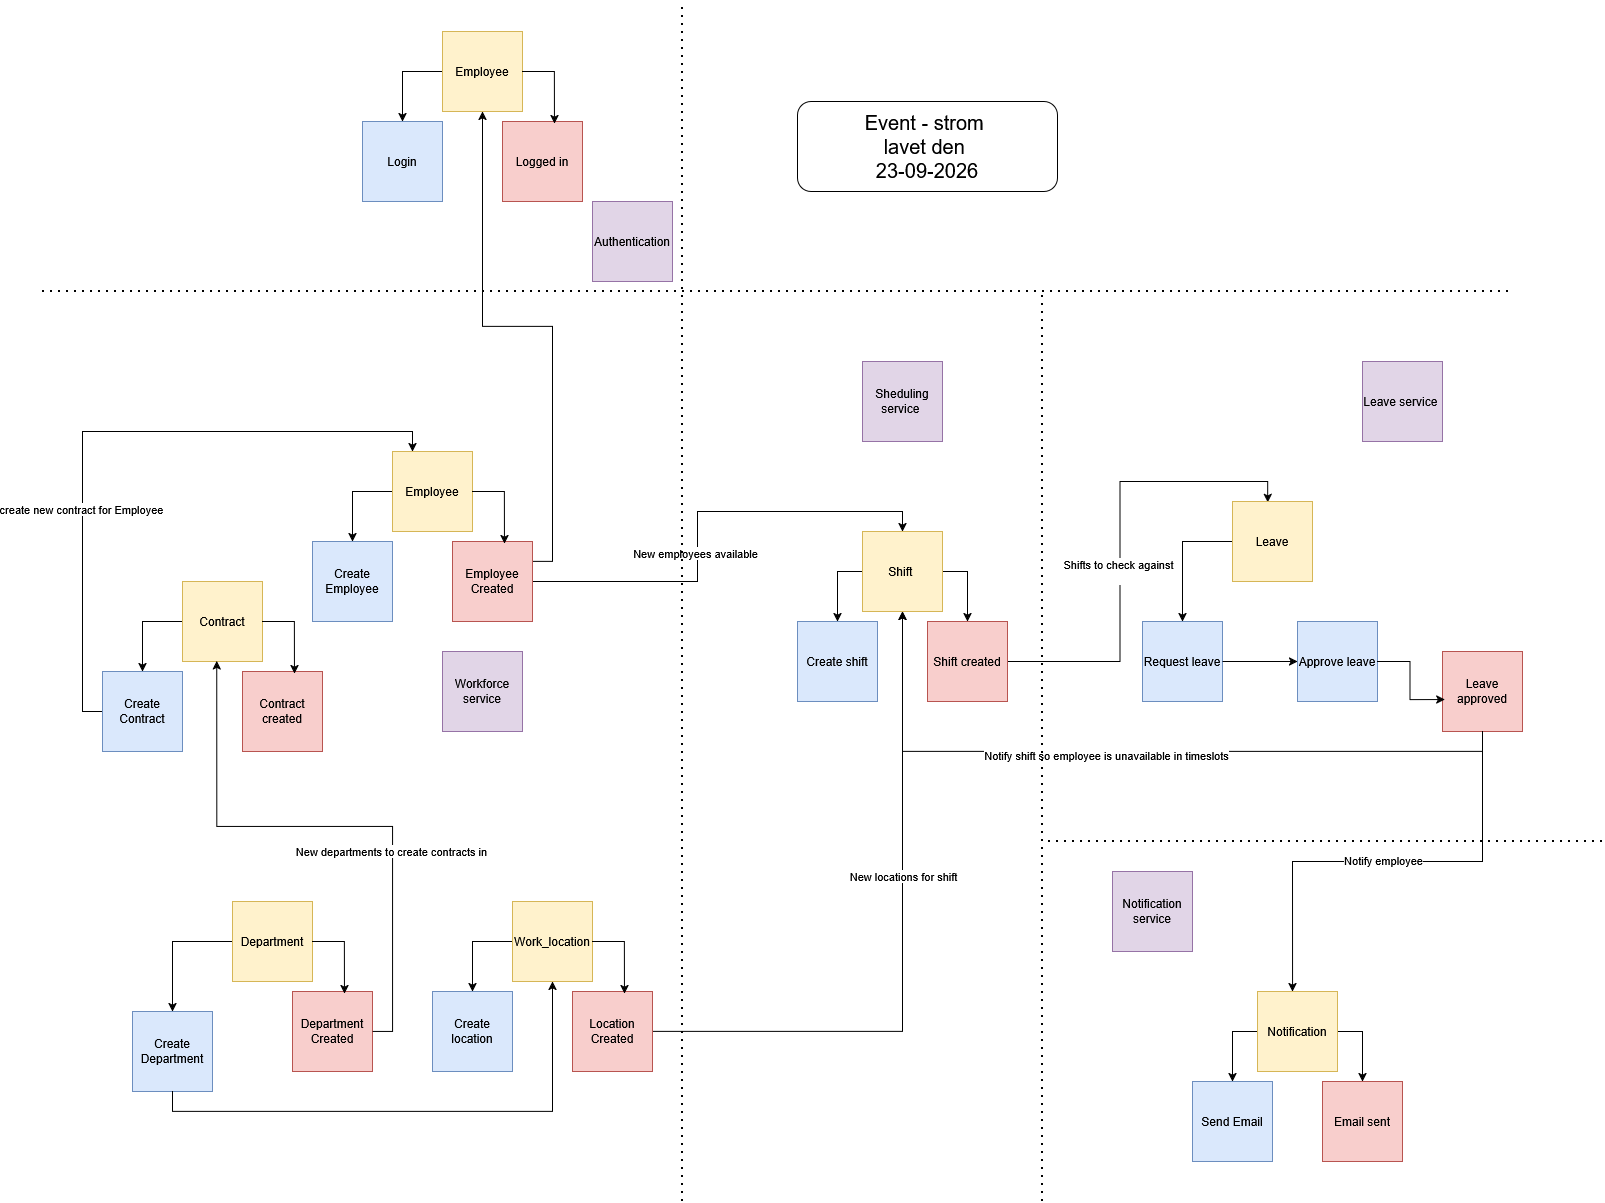 Employee
Login
Logged in
Authentication
Event - strom
lavet den
23-09-2026
Sheduling
service
Leave service
create new contract for Employee
Employee
Create
Employee
Employee
Created
New employees available
Shift
Create shift
Shift created
Shifts to check against
Leave
Request leave
Approve leave
Leave
approved
Contract
Create
Contract
Contract
created
Workforce
service
Notify shift so employee is unavailable in timeslots
New departments to create contracts in
New locations for shift
Notify employee
Notification
service
Department
Create
Department
Department
Created
Work_location
Create
location
Location
Created
Notification
Send Email
Email sent